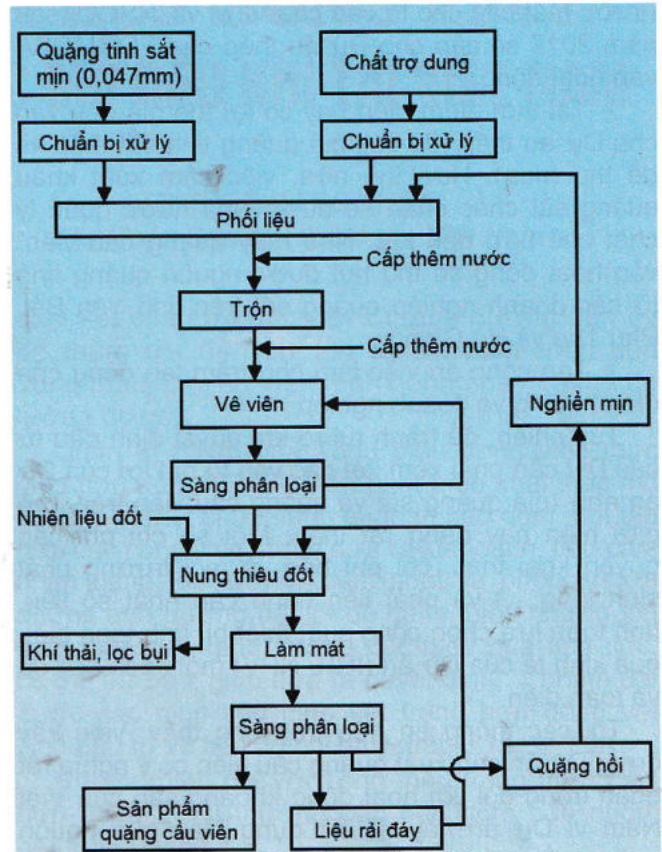 Quặng tinh sắt
mịn (0,047mm)
Chất trợ dung
Chuẩn bị xử lý
Chuẩn bị xử lý
Phối liệu
Cấp thêm nước
Trộn
Cấp thêm nước
Vê viên
Nghiền mịn
Sàng phân loại
Nhiên liệu đốt
Nung thiêu đốt
Khí thải, lọc bụi
Làm mát
Sàng phân loại
Quặng hồi
Sản phẩm
quặng cầu viên
Liệu rải đáy